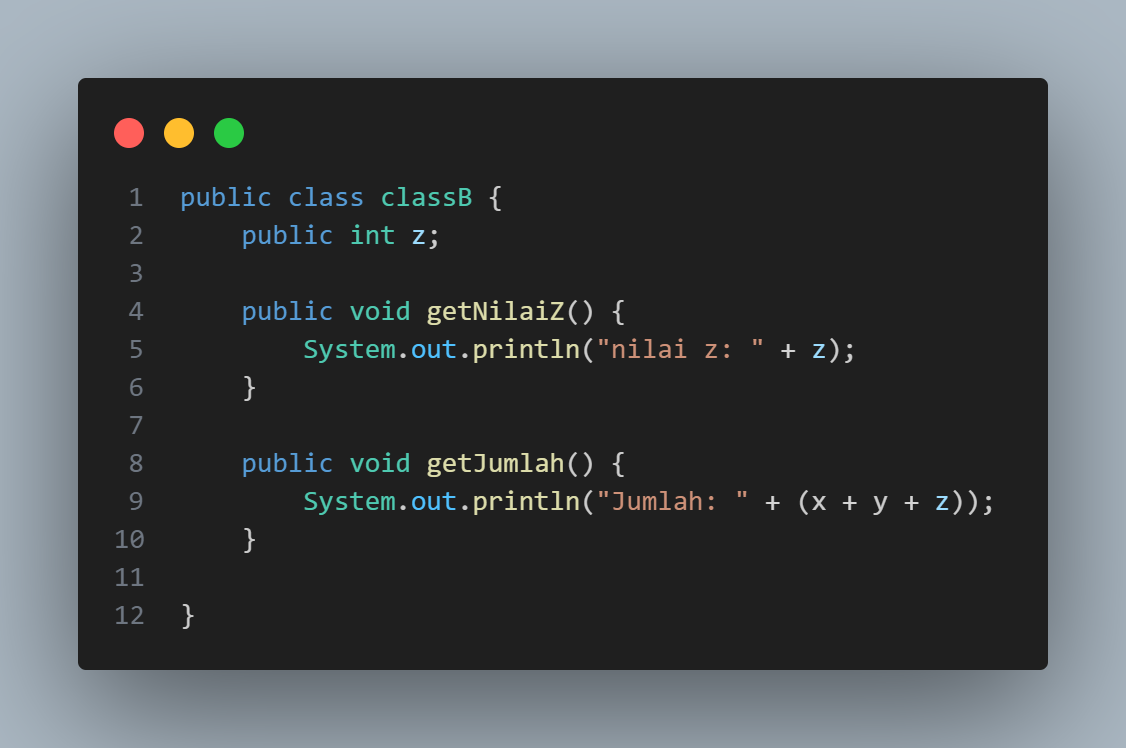 1 public class classB {
2     public int z;
3
4     public void getNilaiZ() {
5         System.out.println("nilai z: " + z);
6     }
7
8     public void getJumlah() {
9         System.out.println("Jumlah: " + (x + y + z));
10     }
11
12 }